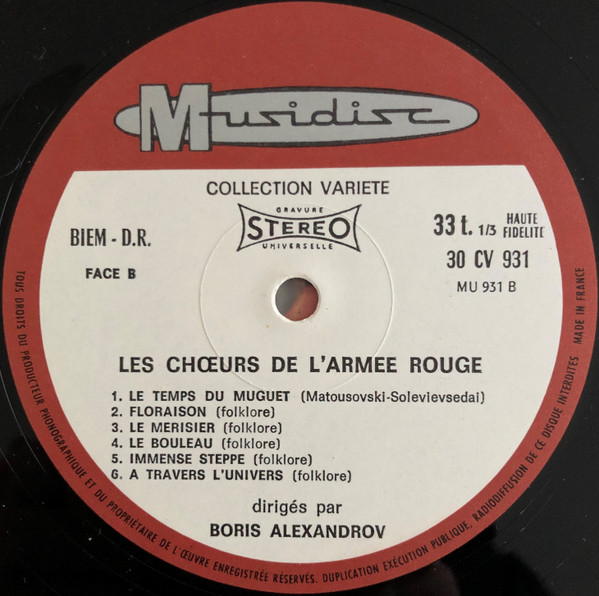 Musidisc
COLLECTION VARIETE
GRAVURE
STEREO
UNIVERSELLE
BIEM - D.R.
FACE B
33 t. 1/3 HAUTE FIDELITE
30 CV 931
MU 931 B
LES CHŒURS DE L'ARMEE ROUGE
1. LE TEMPS DU MUGUET (Matousovski-Solevievsedai)
2. FLORAISON (folklore)
3. LE MERISIER (folklore)
4. LE BOULEAU (folklore)
5. IMMENSE STEPPE (folklore)
6. A TRAVERS L'UNIVERS (folklore)
dirigés par
BORIS ALEXANDROV
TOUS DROITS DU PRODUCTEUR PHONOGRAPHIQUE ET DU PROPRIÉTAIRE DE L'ŒUVRE ENREGISTRÉE RÉSERVÉS. DUPLICATION EXÉCUTION PUBLIQUE, RADIODIFFUSION DE CE DISQUE INTERDITES MADE IN FRANCE